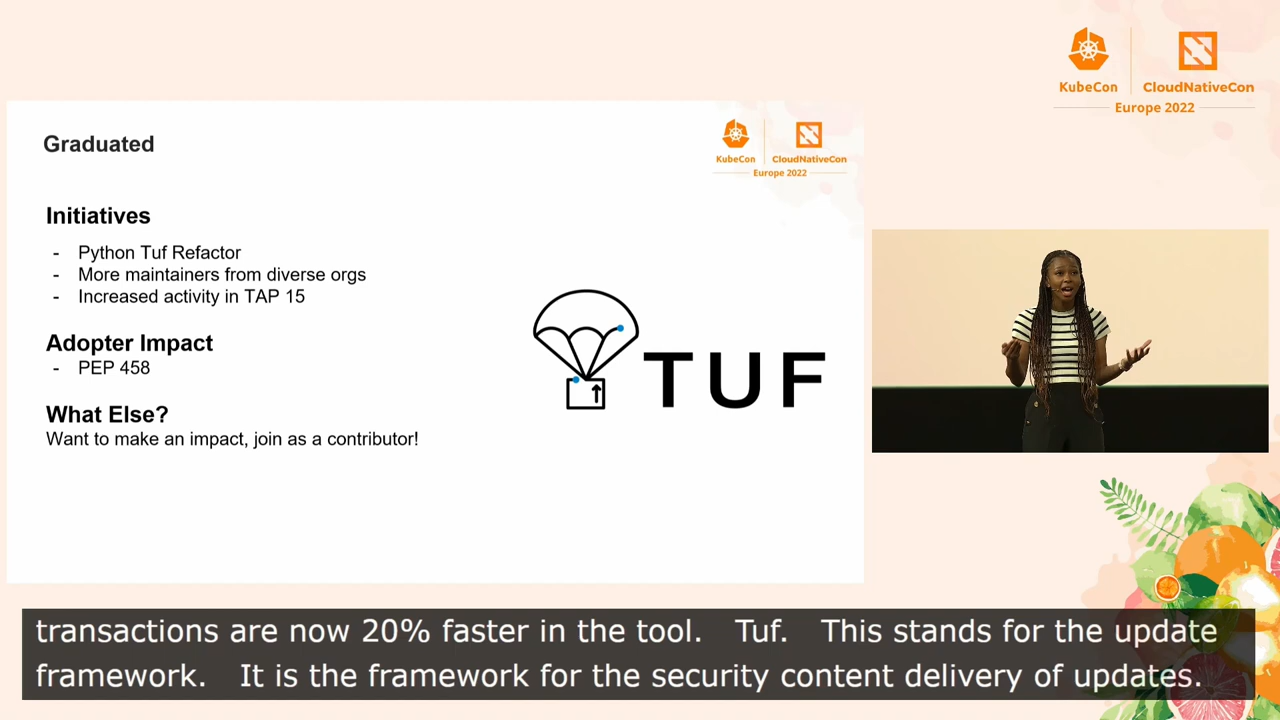 KubeCon
CloudNativeCon
Europe 2022
Graduated
KubeCon
CloudNativeCon
Europe 2022
Initiatives
- Python Tuf Refactor
- More maintainers from diverse orgs
- Increased activity in TAP 15
Adopter Impact
- PEP 458
What Else?
Want to make an impact, join as a contributor!
TUF
transactions are now 20% faster in the tool. Tuf. This stands for the update
framework. It is the framework for the security content delivery of updates.